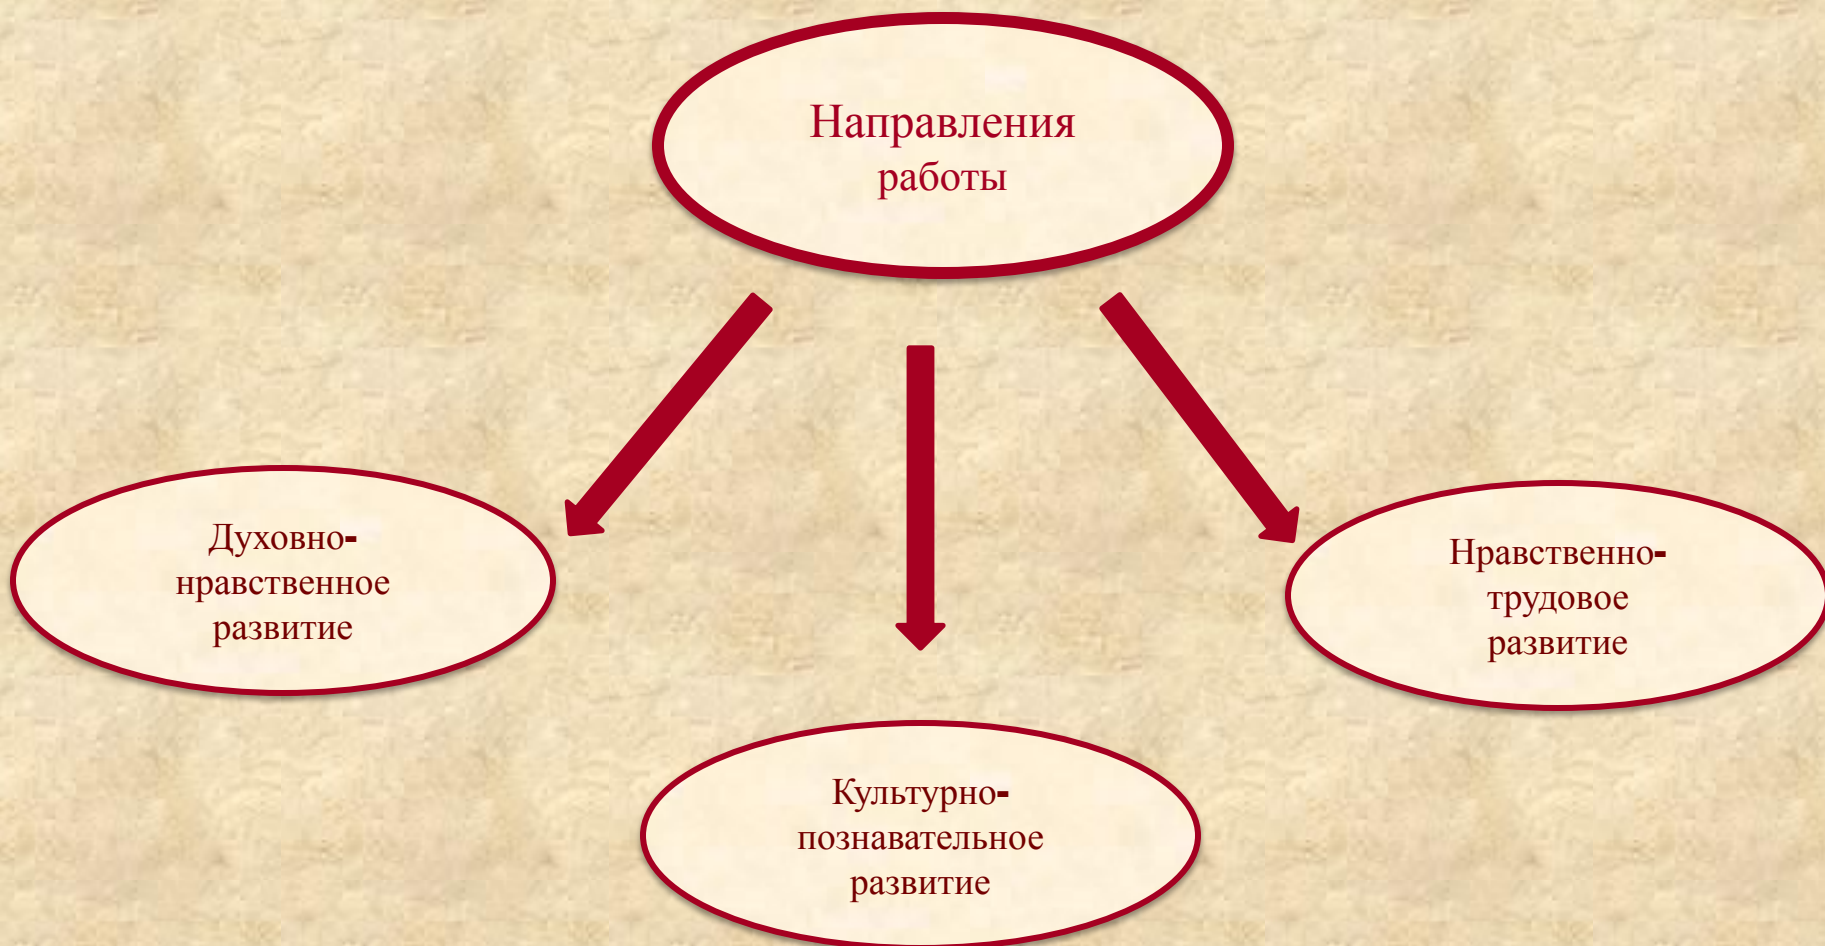 Направления
работы
Духовно-
нравственное
развитие
Культурно-
познавательное
развитие
Нравственно-
трудовое
развитие